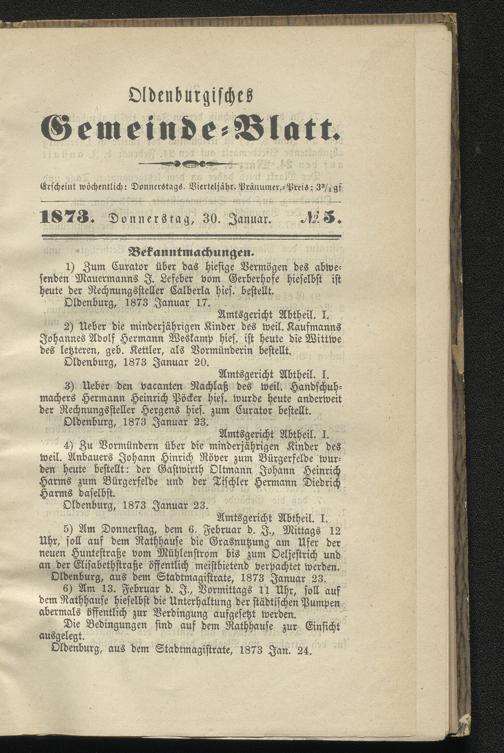 Oldenburgisches
Gemeinde-Blatt.
Erscheint wöchentlich: Donnerstags. Vierteljähr. Pränumer.-Preis: 3¾ gſ
1873. Donnerstag, 30. Januar. № 5.
Bekanntmachungen.
1) Zum Curator über das hiesige Vermögen des abwe-
senden Mauermanns J. Lefeber vom Gerberhofe hieselbst ist
heute der Rechnungssteller Calberla hies. bestellt.
Oldenburg, 1873 Januar 17.
Amtsgericht Abtheil. I.
2) Ueber die minderjährigen Kinder des weil. Kaufmanns
Johannes Adolf Hermann Weskamp hies. ist heute die Wittwe
des letzteren, geb. Kettler, als Vormünderin bestellt.
Oldenburg, 1873 Januar 20.
Amtsgericht Abtheil. I.
3) Ueber den vacanten Nachlaß des weil. Handschuh-
machers Hermann Heinrich Pöcker hies. wurde heute anderweit
der Rechnungssteller Hergens hies. zum Curator bestellt.
Oldenburg, 1873 Januar 23.
Amtsgericht Abtheil. I.
4) Zu Vormündern über die minderjährigen Kinder des
weil. Anbauers Johann Hinrich Röver zum Bürgerfelde wur-
den heute bestellt: der Gastwirth Oltmann Johann Heinrich
Harms zum Bürgerfelde und der Tischler Hermann Diedrich
Harms daselbst.
Oldenburg, 1873 Januar 23.
Amtsgericht Abtheil. I.
5) Am Donnerstag, dem 6. Februar d. J., Mittags 12
Uhr, soll auf dem Rathhause die Grasnutzung am Ufer der
neuen Huntestraße vom Mühlenstrom bis zum Oeljestrich und
an der Elisabethstraße öffentlich meistbietend verpachtet werden.
Oldenburg, aus dem Stadtmagistrate, 1873 Januar 23.
6) Am 13. Februar d. J., Vormittags 11 Uhr, soll auf
dem Rathhause hieselbst die Unterhaltung der städtischen Pumpen
abermals öffentlich zur Verdingung aufgesetzt werden.
Die Bedingungen sind auf dem Rathhause zur Einsicht
ausgelegt.
Oldenburg, aus dem Stadtmagistrate, 1873 Jan. 24.